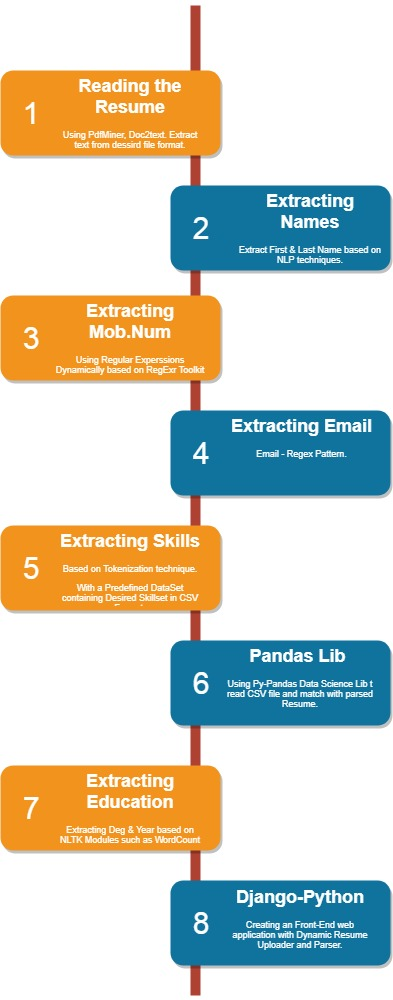 1
Reading the
Resume
Using PdfMiner, Doc2text. Extract
text from dessird file format.
2
Extracting
Names
Extract First & Last Name based on
NLP techniques.
3
Extracting
Mob.Num
Using Regular Experssions
Dynamically based on RegExr Toolkit
4
Extracting Email
Email - Regex Pattern.
5
Extracting Skills
Based on Tokenization technique.
With a Predefined DataSet
containing Desired Skillset in CSV
6
Pandas Lib
Using Py-Pandas Data Science Lib t
read CSV file and match with parsed
Resume.
7
Extracting
Education
Extracting Deg & Year based on
NLTK Modules such as WordCount
8
Django-Python
Creating an Front-End web
application with Dynamic Resume
Uploader and Parser.